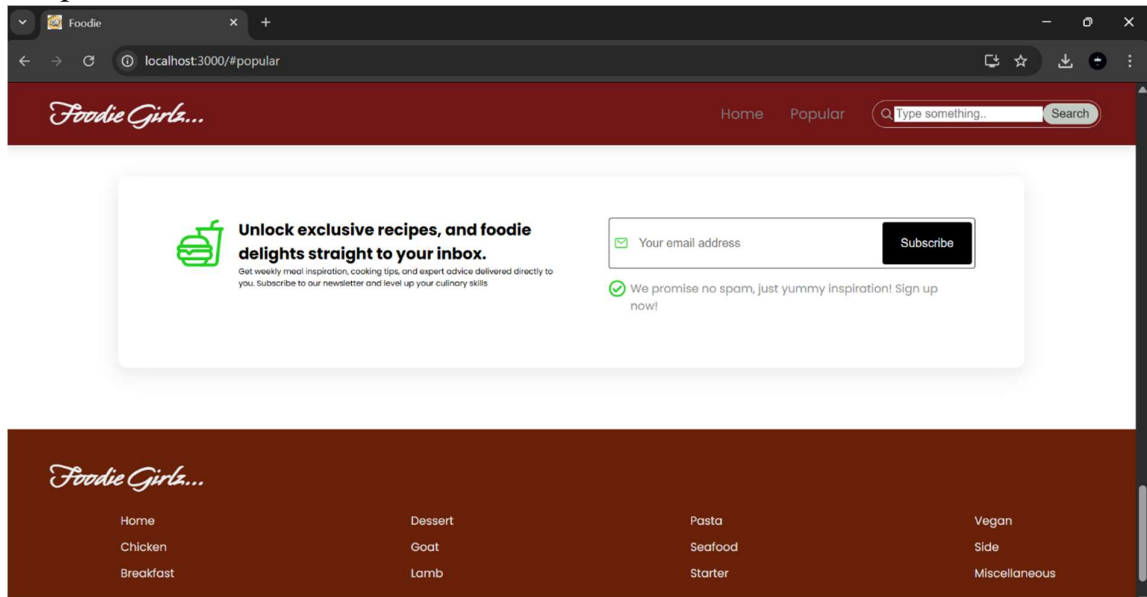 Foodie
localhost:3000/#popular
Foodie Girlz...
Home Popular Type something.. Search
Unlock exclusive recipes, and foodie
delights straight to your inbox.
Get weekly meal inspiration, cooking tips, and expert advice delivered directly to
you. Subscribe to our newsletter and level up your culinary skills
Your email address Subscribe
We promise no spam, just yummy inspiration! Sign up
now!
Foodie Girlz...
Home Dessert Pasta Vegan
Chicken Goat Seafood Side
Breakfast Lamb Starter Miscellaneous